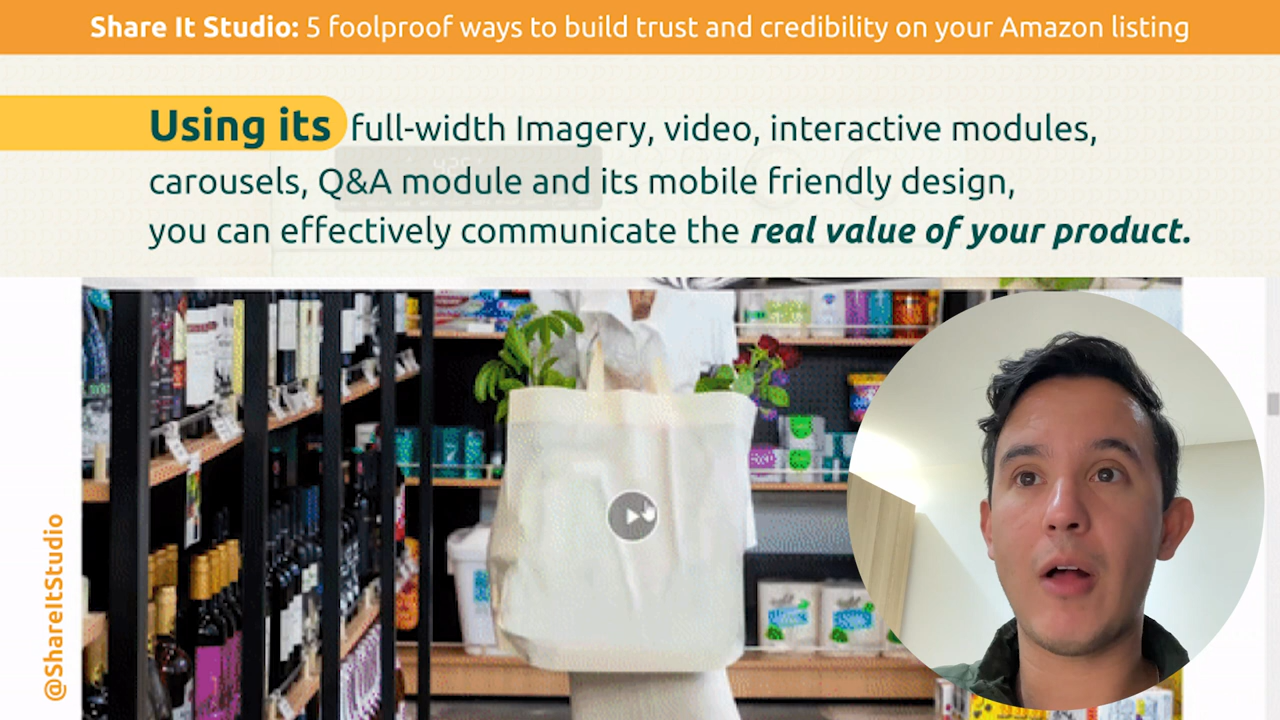 Share It Studio: 5 foolproof ways to build trust and credibility on your Amazon listing
Using its full-width Imagery, video, interactive modules,
carousels, Q&A module and its mobile friendly design,
you can effectively communicate the real value of your product.
@ShareItStudio